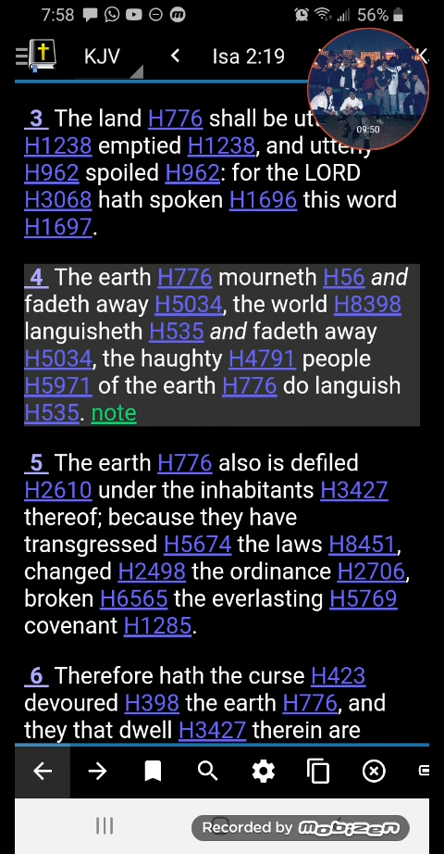 7:58 56%
KJV < Isa 2:19 K
09:50
3 The land H776 shall be
H1238 emptied H1238, and utterly
H962 spoiled H962: for the LORD
H3068 hath spoken H1696 this word
H1697.
4 The earth H776 mourneth H56 and
fadeth away H5034, the world H8398
languisheth H535 and fadeth away
H5034, the haughty H4791 people
H5971 of the earth H776 do languish
H535. note
5 The earth H776 also is defiled
H2610 under the inhabitants H3427
thereof; because they have
transgressed H5674 the laws H8451,
changed H2498 the ordinance H2706,
broken H6565 the everlasting H5769
covenant H1285.
6 Therefore hath the curse H423
devoured H398 the earth H776, and
they that dwell H3427 therein are
Recorded by Mobizen